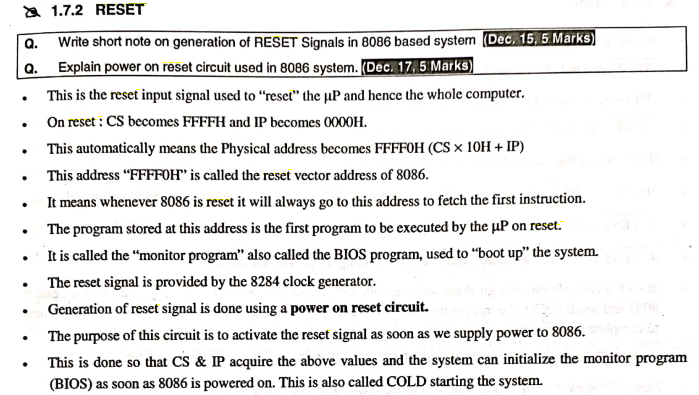 1.7.2 RESET
Q. Write short note on generation of RESET Signals in 8086 based system (Dec. 15, 5 Marks)
Q. Explain power on reset circuit used in 8086 system. (Dec. 17, 5 Marks)
• This is the reset input signal used to “reset” the μP and hence the whole computer.
• On reset : CS becomes FFFFH and IP becomes 0000H.
• This automatically means the Physical address becomes FFFF0H (CS × 10H + IP)
• This address “FFFF0H” is called the reset vector address of 8086.
• It means whenever 8086 is reset it will always go to this address to fetch the first instruction.
• The program stored at this address is the first program to be executed by the μP on reset.
• It is called the “monitor program” also called the BIOS program, used to “boot up” the system.
• The reset signal is provided by the 8284 clock generator.
• Generation of reset signal is done using a power on reset circuit.
• The purpose of this circuit is to activate the reset signal as soon as we supply power to 8086.
• This is done so that CS & IP acquire the above values and the system can initialize the monitor program
(BIOS) as soon as 8086 is powered on. This is also called COLD starting the system.